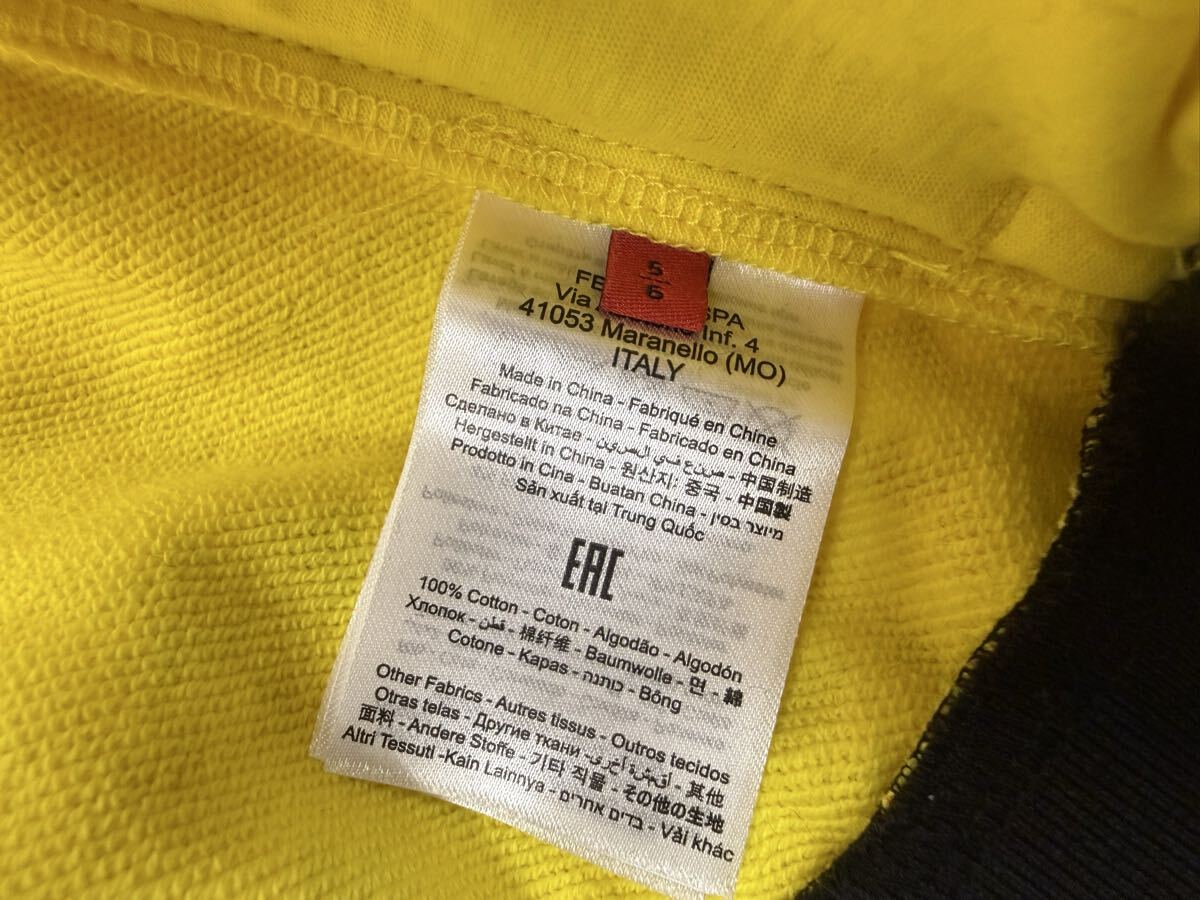 5
6
FE SPA
Via Inf. 4
41053 Maranello (MO)
ITALY
Made in China - Fabriqué en Chine
Fabricado na China - Fabricado en China
Сделано в Китае - صنع في الصين - 中国制造
Hergestellt in China - 원산지: 중국 - 中国製
Prodotto in Cina - Buatan China - מיוצר בסין
Sản xuất tại Trung Quốc
EAC
100% Cotton - Coton - Algodão - Algodón
Хлопок - قطن - 棉纤维 - Baumwolle - 면 - 綿
Cotone - Kapas - כותנה - Bông
Other Fabrics - Autres tissus - Outros tecidos
Otras telas - Другие ткани - أقمشة أخرى - 其他
面料 - Andere Stoffe - 기타 직물 - その他の生地
Altri Tessuti -Kain Lainnya - בדים אחרים - Vải khác